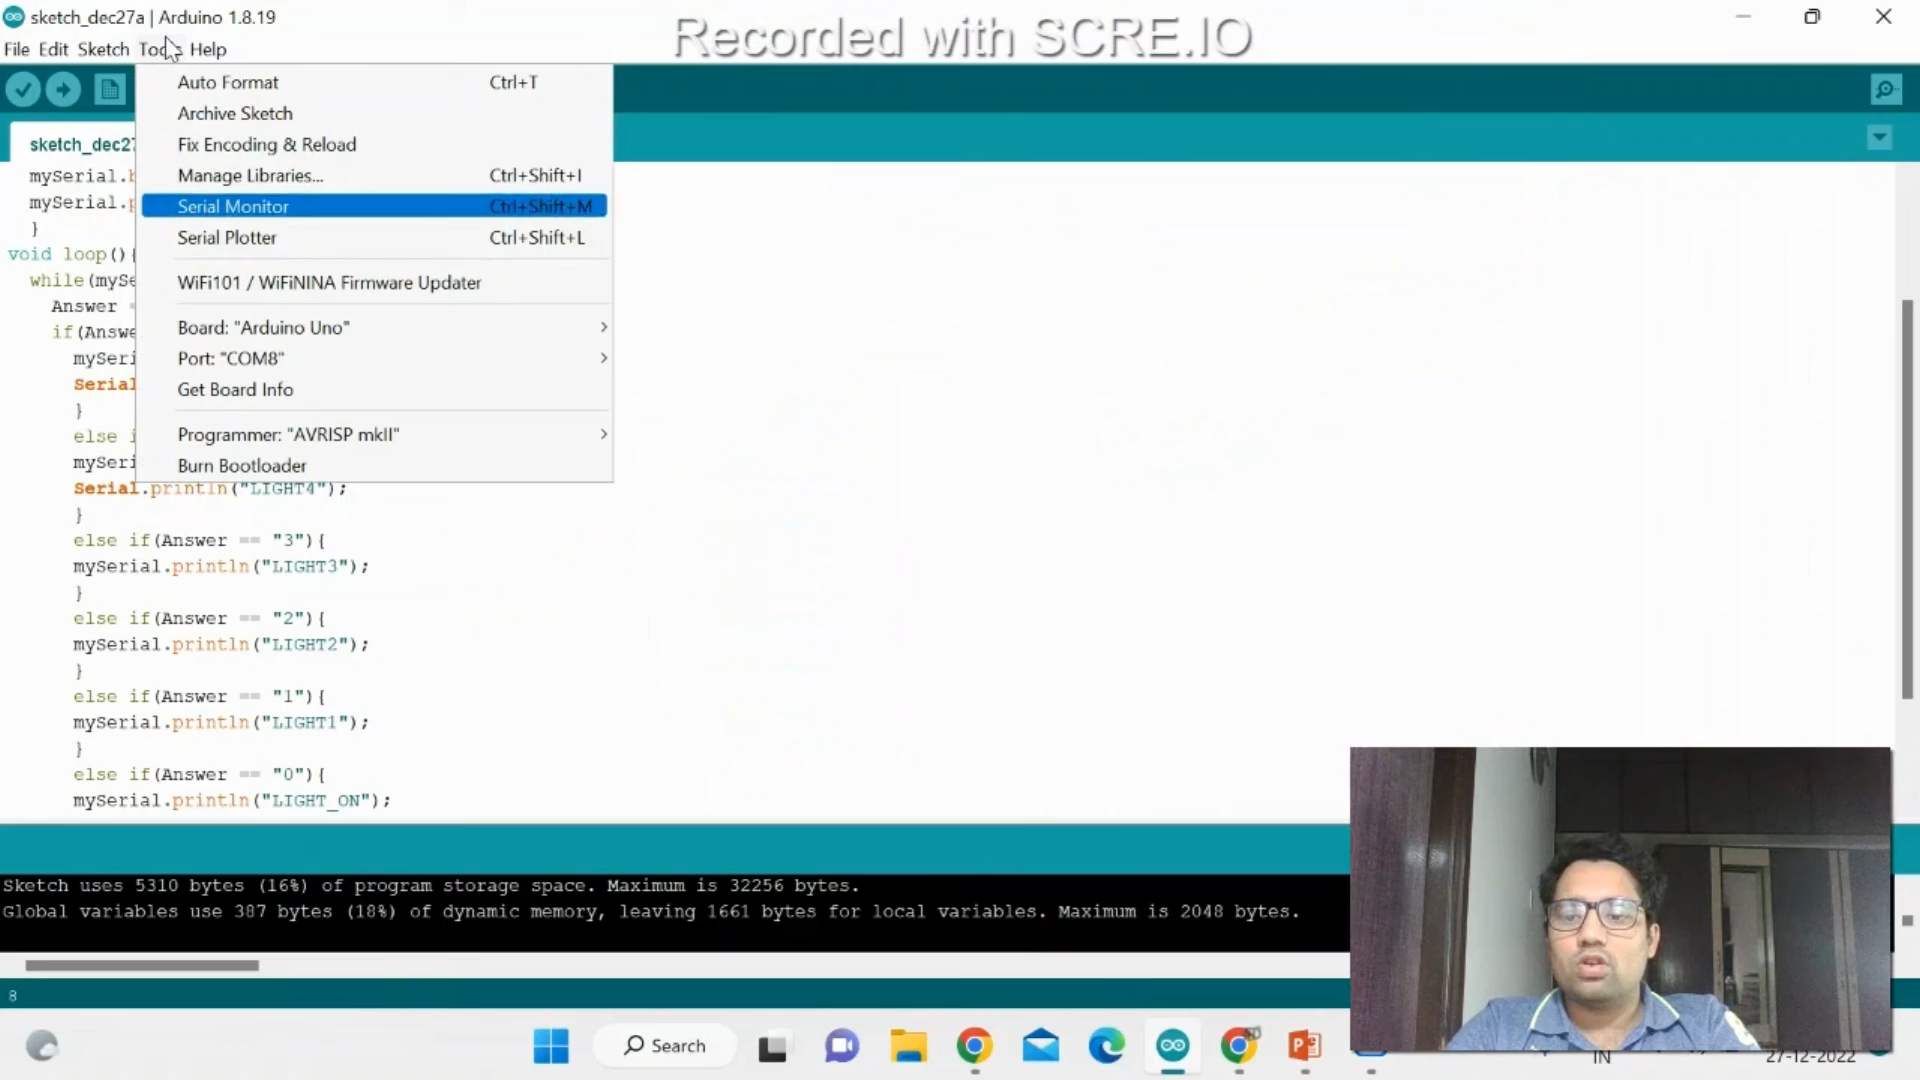 sketch_dec27a | Arduino 1.8.19
Recorded with SCRE.IO
File Edit Sketch Tools Help
Auto Format Ctrl+T
Archive Sketch
sketch_dec27
Fix Encoding & Reload
mySerial.b
Manage Libraries... Ctrl+Shift+I
mySerial.p
Serial Monitor Ctrl+Shift+M
}
Serial Plotter Ctrl+Shift+L
void loop(){
while(mySe
WiFi101 / WiFiNINA Firmware Updater
Answer =
if(Answe
Board: "Arduino Uno"
mySeri
Port: "COM8"
Serial
Get Board Info
}
else i
Programmer: "AVRISP mkII"
mySeri
Burn Bootloader
Serial.println("LIGHT4");
}
else if(Answer == "3"){
mySerial.println("LIGHT3");
}
else if(Answer == "2"){
mySerial.println("LIGHT2");
}
else if(Answer == "1"){
mySerial.println("LIGHT1");
}
else if(Answer == "0"){
mySerial.println("LIGHT_ON");
Sketch uses 5310 bytes (16%) of program storage space. Maximum is 32256 bytes.
Global variables use 387 bytes (18%) of dynamic memory, leaving 1661 bytes for local variables. Maximum is 2048 bytes.
8
Search
IN
27-12-2022